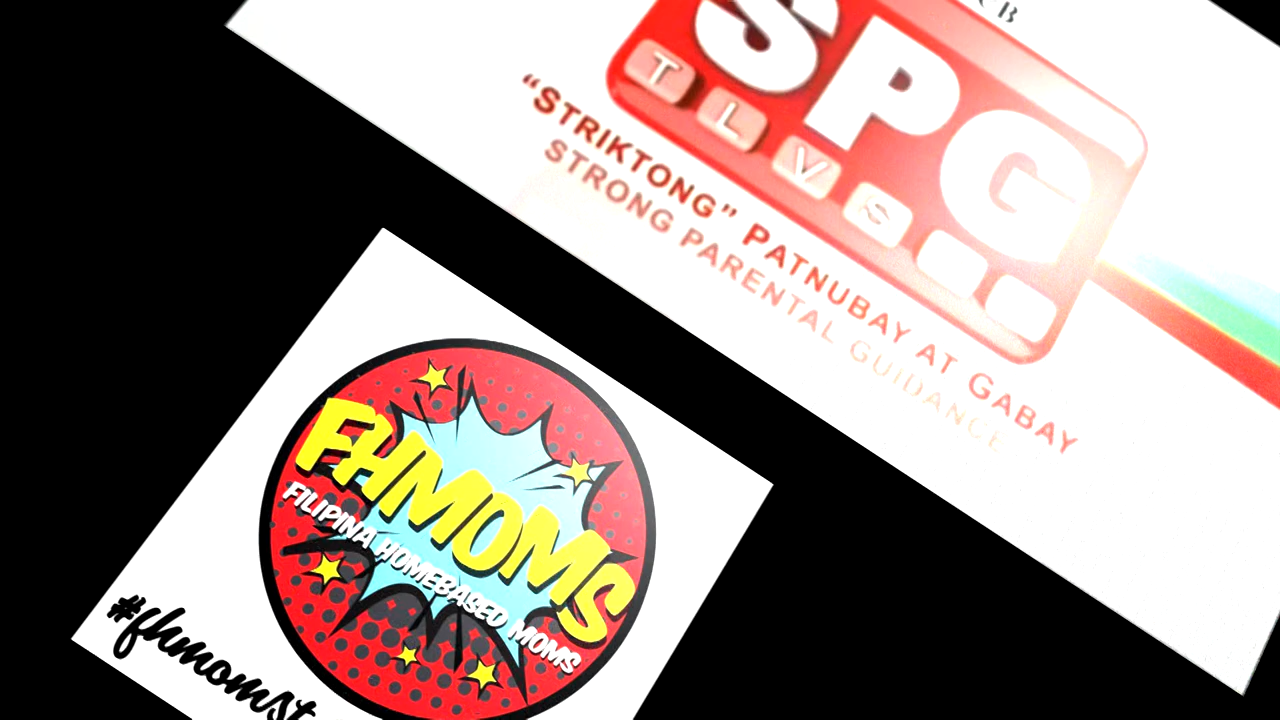 SPG
T L V S
"STRIKTONG" PATNUBAY AT GABAY
STRONG PARENTAL GUIDANCE
FHMOMS
FILIPINA HOMEBASED MOMS